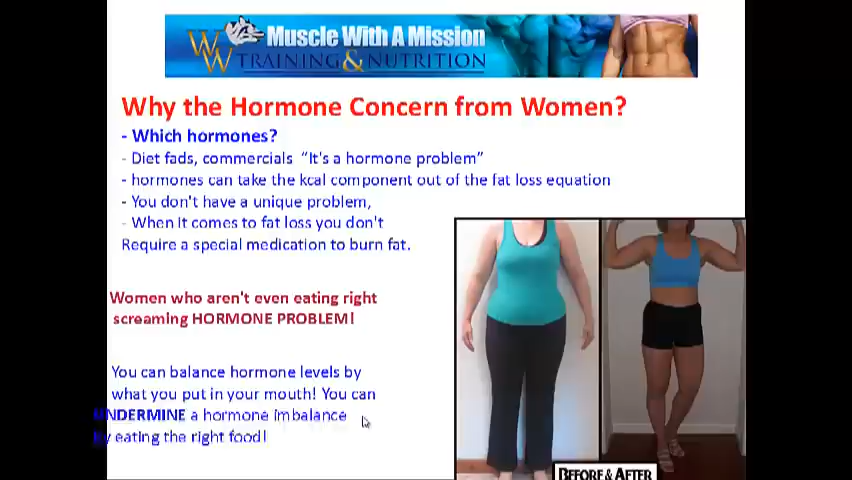 WW Muscle With A Mission
TRAINING & NUTRITION
Why the Hormone Concern from Women?
- Which hormones?
- Diet fads, commercials "It's a hormone problem"
- hormones can take the kcal component out of the fat loss equation
- You don't have a unique problem,
- When it comes to fat loss you don't
Require a special medication to burn fat.
Women who aren't even eating right
screaming HORMONE PROBLEM!
You can balance hormone levels by
what you put in your mouth! You can
UNDERMINE a hormone imbalance
By eating the right food!
BEFORE & AFTER